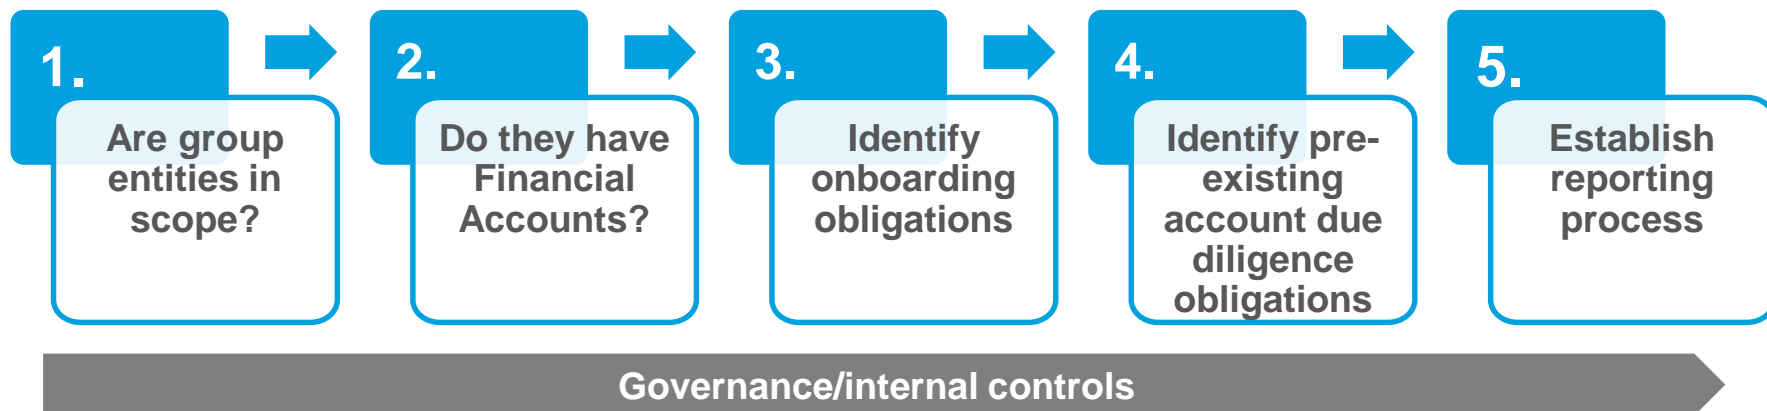 1.
Are group
entities in
scope?
2.
Do they have
Financial
Accounts?
3.
Identify
onboarding
obligations
4.
Identify pre-
existing
account due
diligence
obligations
5.
Establish
reporting
process
Governance/internal controls